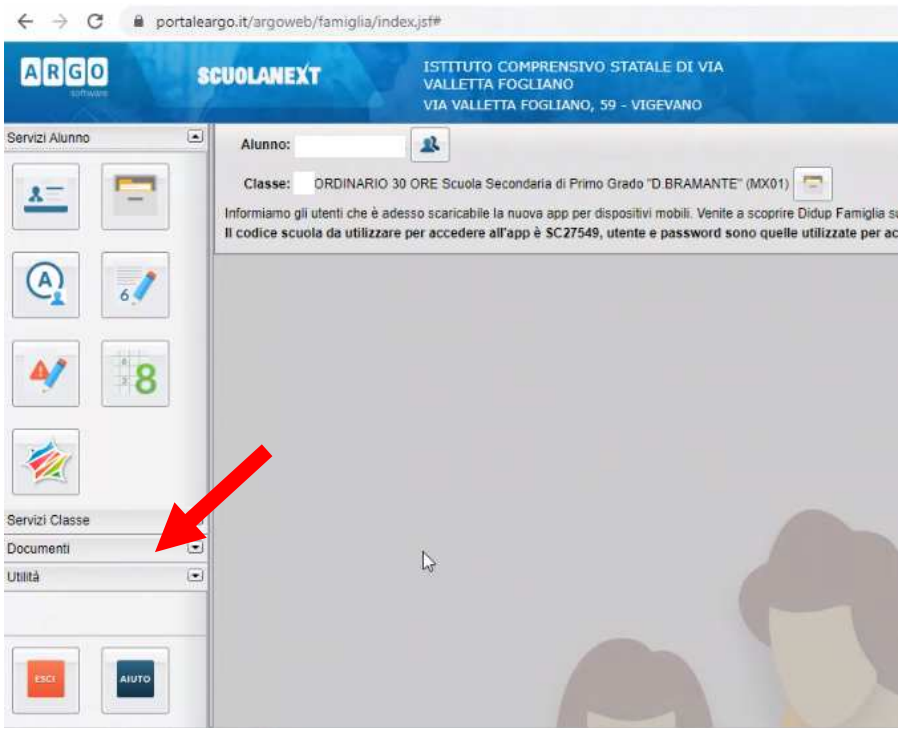 portaleargo.it/argoweb/famiglia/index.jsf#
ARGO
software
SCUOLANEXT
ISTITUTO COMPRENSIVO STATALE DI VIA
VALLETTA FOGLIANO
VIA VALLETTA FOGLIANO, 59 - VIGEVANO
Servizi Alunno
Alunno:
Classe: ORDINARIO 30 ORE Scuola Secondaria di Primo Grado "D.BRAMANTE" (MX01)
Informiamo gli utenti che è adesso scaricabile la nuova app per dispositivi mobili. Venite a scoprire Didup Famiglia su
Il codice scuola da utilizzare per accedere all'app è SC27549, utente e password sono quelle utilizzate per ac
A
6
8
Servizi Classe
Documenti
Utilità
ESCI
AIUTO